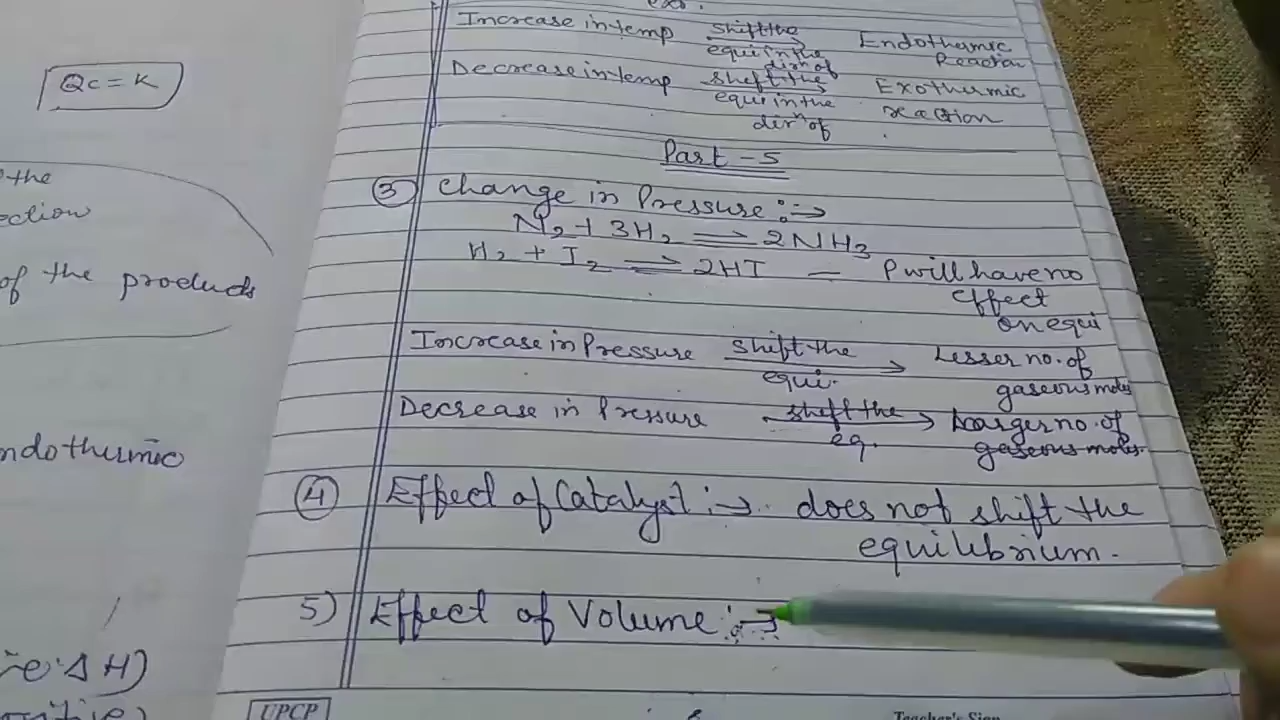 Qc = K
the
ection
of the products
ndothermic
Increase in temp shift the equi in the dirn of Endothermic Reaction
Decrease in temp shift the equi in the dirn of Exothermic reaction
Part - 5
③ Change in Pressure :→
N2 + 3H2 ⇌ 2NH3
H2 + I2 ⇌ 2HI — P will have no
effect
on equi
Increase in Pressure shift the equi. → Lesser no. of
gaseous moles
Decrease in Pressure shift the eq. → Larger no. of
gaseous moles.
④ Effect of Catalyst :→ does not shift the
equilibrium.
5) Effect of Volume :→
UPCP
Teacher's Sign